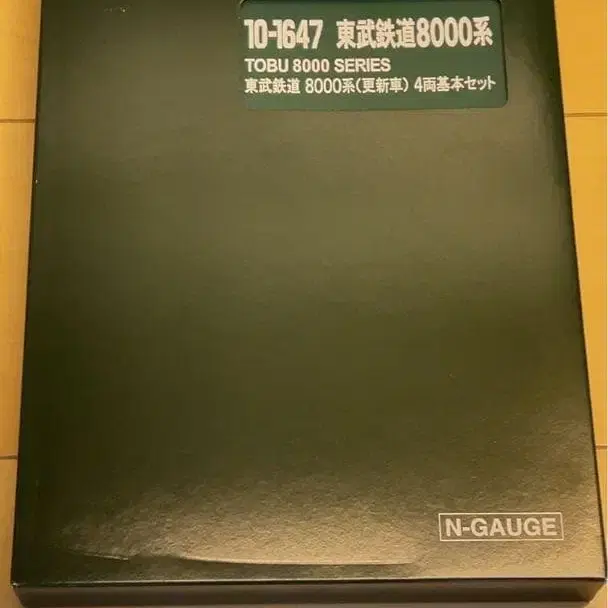 10-1647 東武鉄道8000系
TOBU 8000 SERIES
東武鉄道 8000系(更新車) 4両基本セット
N-GAUGE